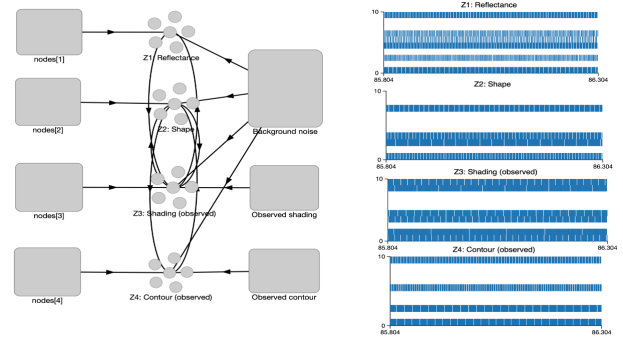 nodes[1]
Z1: Reflectance
nodes[2]
Z2: Shape
Background noise
nodes[3]
Z3: Shading (observed)
Observed shading
nodes[4]
Z4: Contour (observed)
Observed contour
Z1: Reflectance
10
0
85.804
86.304
Z2: Shape
10
0
85.804
86.304
Z3: Shading (observed)
10
0
85.804
86.304
Z4: Contour (observed)
10
0
85.804
86.304